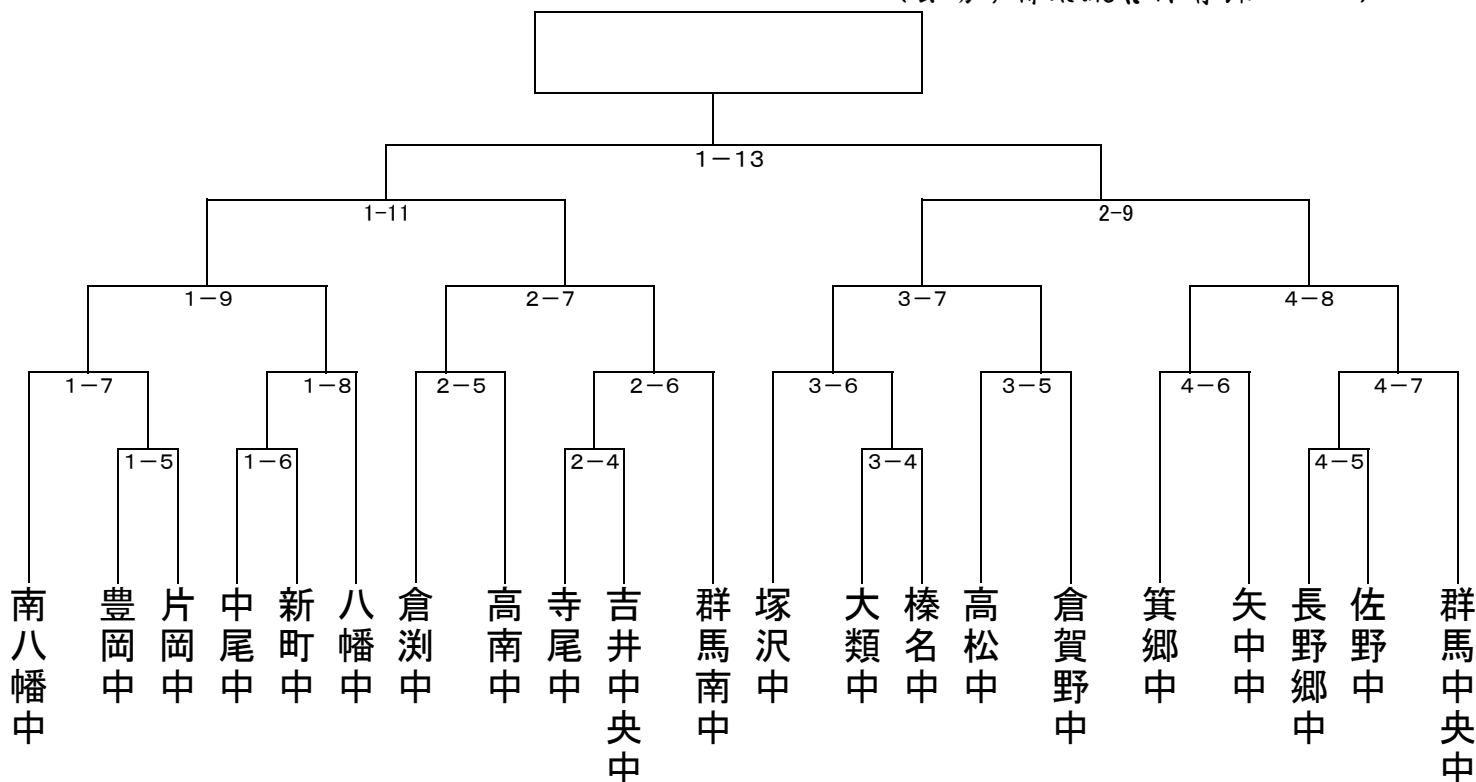 1－13
1-11
2-9
1－9
2－7
3－7
4－8
1－7
1－8
2－5
2－6
3－6
3－5
4－6
4－7
1－5
1－6
2－4
3－4
4－5
南八幡中
豊岡中
片岡中
中尾中
新町中
八幡中
倉渕中
高南中
寺尾中
吉井中央中
群馬南中
塚沢中
大類中
榛名中
高松中
倉賀野中
箕郷中
矢中中
長野郷中
佐野中
群馬中央中